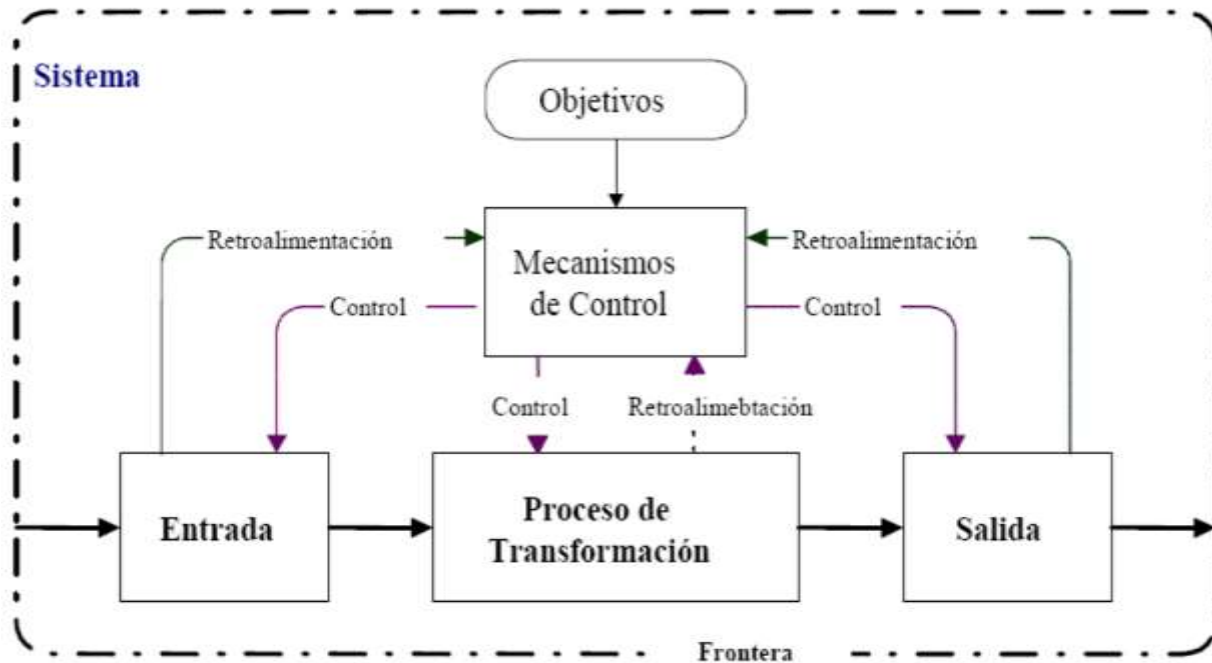 Sistema
Objetivos
Retroalimentación
Retroalimentación
Mecanismos
de Control
Control
Control
Control
Retroalimebtación
Entrada
Proceso de
Transformación
Salida
Frontera